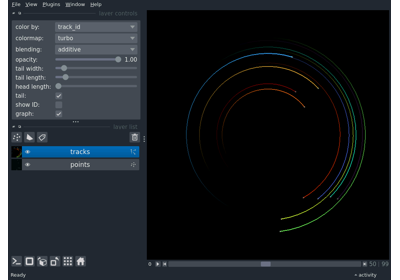 File View Plugins Window Help
layer controls
color by: track_id
colormap: turbo
blending: additive
opacity: 1.00
tail width:
tail length:
head length:
tail:
show ID:
graph:
layer list
tracks
points
50 99
Ready
activity